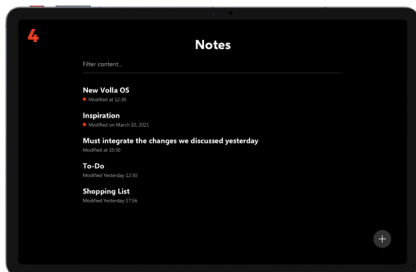 4
Notes
Filter content...
New Volla OS
Modified at 12:30
Inspiration
Modified on March 10, 2021
Must integrate the changes we discussed yesterday
Modified at 10:30
To-Do
Modified Yesterday 12:30
Shopping List
Modified Yesterday 17:56
+